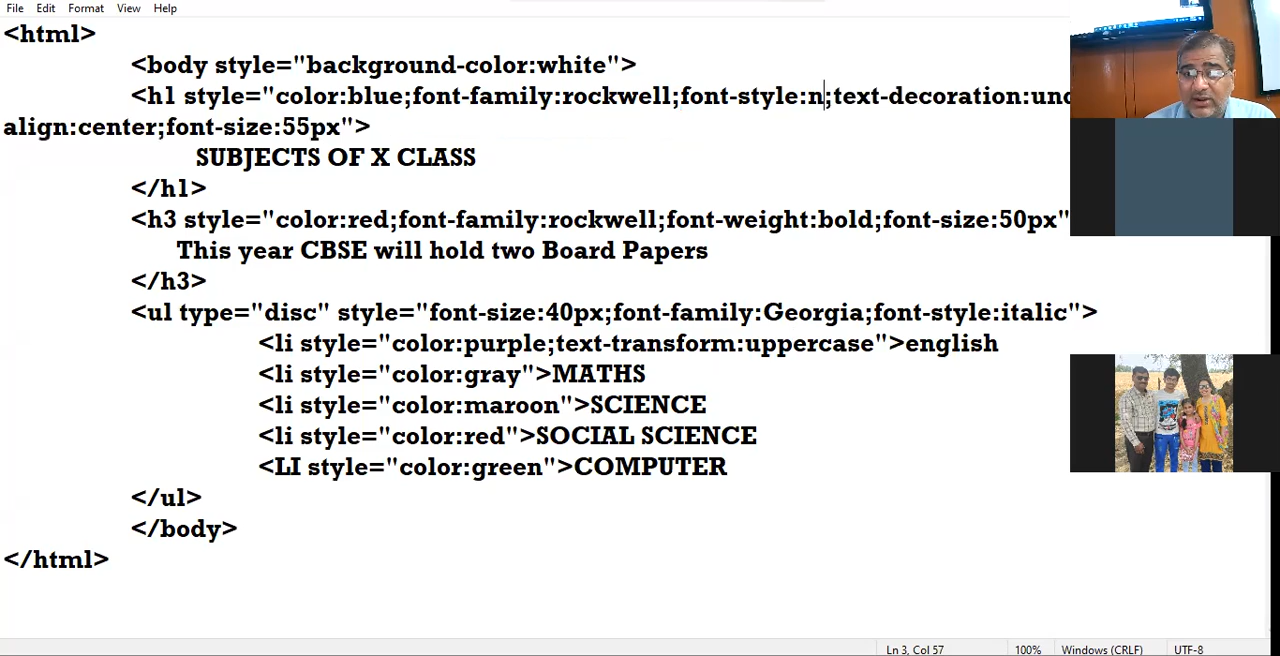 File Edit Format View Help
<html>
<body style="background-color:white">
<h1 style="color:blue;font-family:rockwell;font-style:n;text-decoration:und
align:center;font-size:55px">
SUBJECTS OF X CLASS
</h1>
<h3 style="color:red;font-family:rockwell;font-weight:bold;font-size:50px"
This year CBSE will hold two Board Papers
</h3>
<ul type="disc" style="font-size:40px;font-family:Georgia;font-style:italic">
<li style="color:purple;text-transform:uppercase">english
<li style="color:gray">MATHS
<li style="color:maroon">SCIENCE
<li style="color:red">SOCIAL SCIENCE
<LI style="color:green">COMPUTER
</ul>
</body>
</html>
Ln 3, Col 57 100% Windows (CRLF) UTF-8